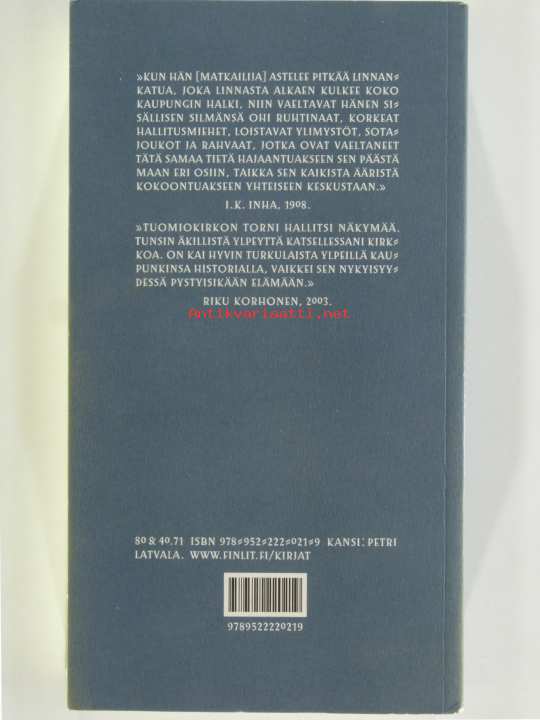 »KUN HÄN [MATKAILIJA] ASTELEE PITKÄÄ LINNAN-
KATUA, JOKA LINNASTA ALKAEN KULKEE KOKO
KAUPUNGIN HALKI, NIIN VAELTAVAT HÄNEN SI-
SÄLLISEN SILMÄNSÄ OHI RUHTINAAT, KORKEAT
HALLITUSMIEHET, LOISTAVAT YLIMYSTÖT, SOTA-
JOUKOT JA RAHVAAT, JOTKA OVAT VAELTANEET
TÄTÄ SAMAA TIETÄ HAJAANTUAKSEEN SEN PÄÄSTÄ
MAAN ERI OSIIN, TAIKKA SEN KAIKISTA ÄÄRISTÄ
KOKOONTUAKSEEN YHTEISEEN KESKUSTAAN.»
I.K. INHA, 1908.
»TUOMIOKIRKON TORNI HALLITSI NÄKYMÄÄ.
TUNSIN ÄKILLISTÄ YLPEYTTÄ KATSELLESSANI KIRK-
KOA. ON KAI HYVIN TURKULAISTA YLPEILLÄ KAU-
PUNKINSA HISTORIALLA, VAIKKEI SEN NYKYISYY-
DESSÄ PYSTYISIKÄÄN ELÄMÄÄN.»
RIKU KORHONEN, 2003.
Antikvariaatti.net
80 & 40.71 ISBN 978-952-222-021-9 KANSI: PETRI
LATVALA. WWW.FINLIT.FI/KIRJAT
9789522220219